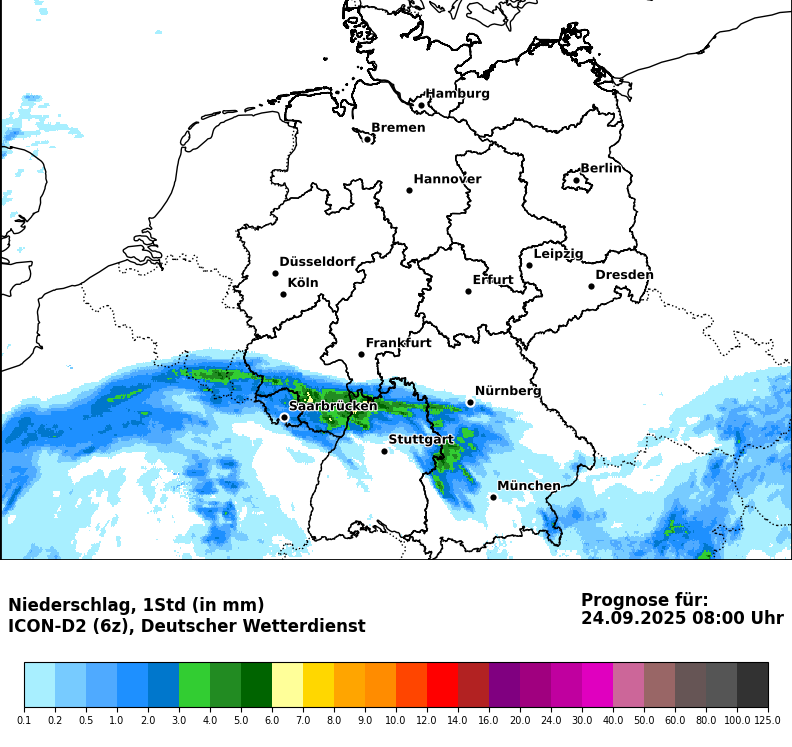 Hamburg
Bremen
Berlin
Hannover
Düsseldorf
Leipzig
Köln
Erfurt
Dresden
Frankfurt
Nürnberg
Saarbrücken
Stuttgart
München
Niederschlag, 1Std (in mm)
ICON-D2 (6z), Deutscher Wetterdienst
Prognose für:
24.09.2025 08:00 Uhr
0.1 0.2 0.5 1.0 2.0 3.0 4.0 5.0 6.0 7.0 8.0 9.0 10.0 12.0 14.0 16.0 20.0 24.0 30.0 40.0 50.0 60.0 80.0 100.0 125.0